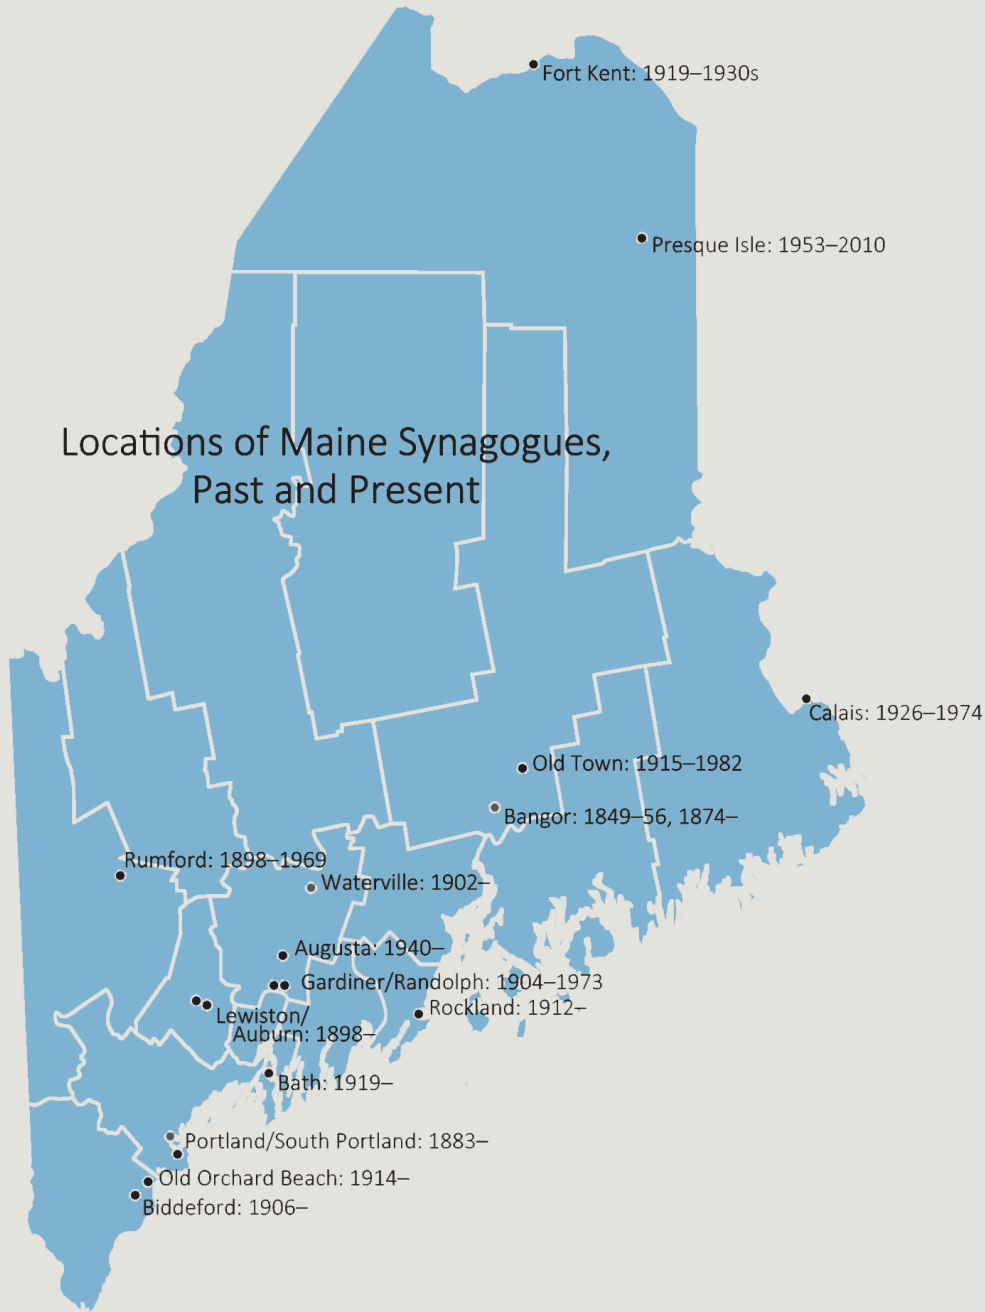 Fort Kent: 1919–1930s
Presque Isle: 1953–2010
Locations of Maine Synagogues,
Past and Present
Calais: 1926–1974
Old Town: 1915–1982
Bangor: 1849–56, 1874–
Rumford: 1898–1969
Waterville: 1902–
Augusta: 1940–
Gardiner/Randolph: 1904–1973
Rockland: 1912–
Lewiston/
Auburn: 1898–
Bath: 1919–
Portland/South Portland: 1883–
Old Orchard Beach: 1914–
Biddeford: 1906–